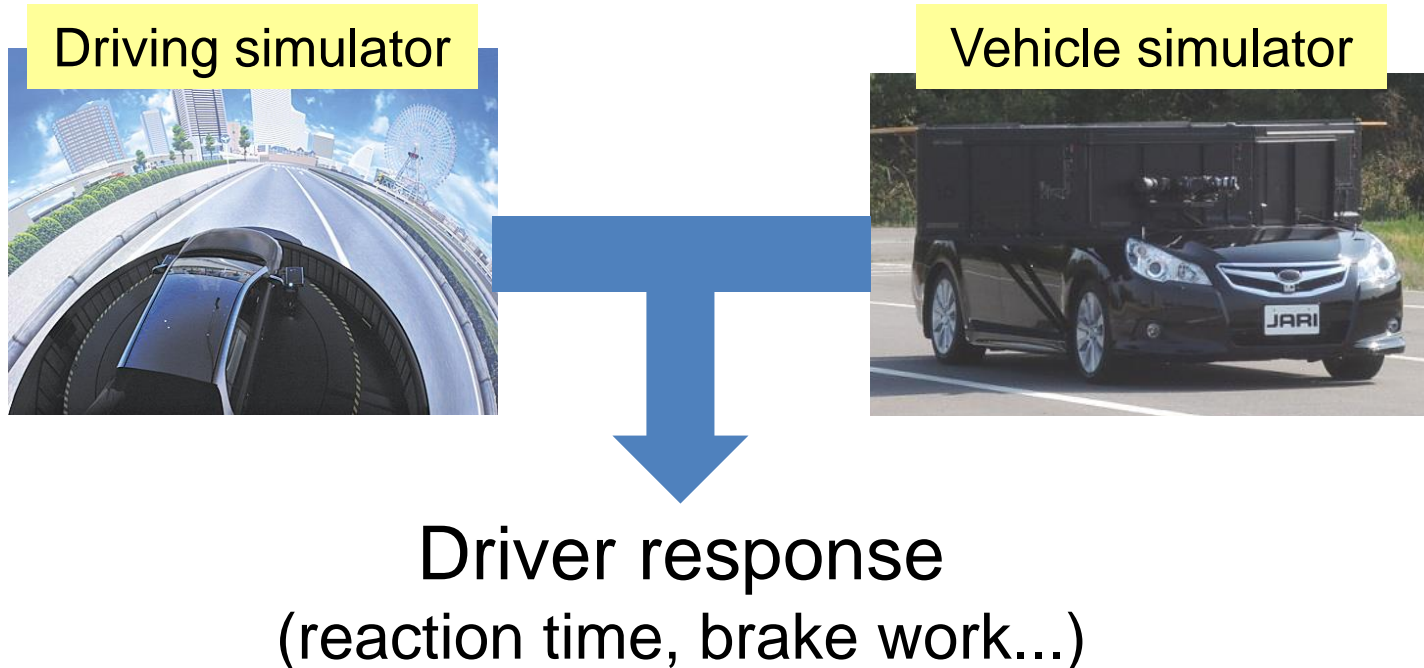 Driving simulator
Vehicle simulator
JARI
Driver response
(reaction time, brake work...)